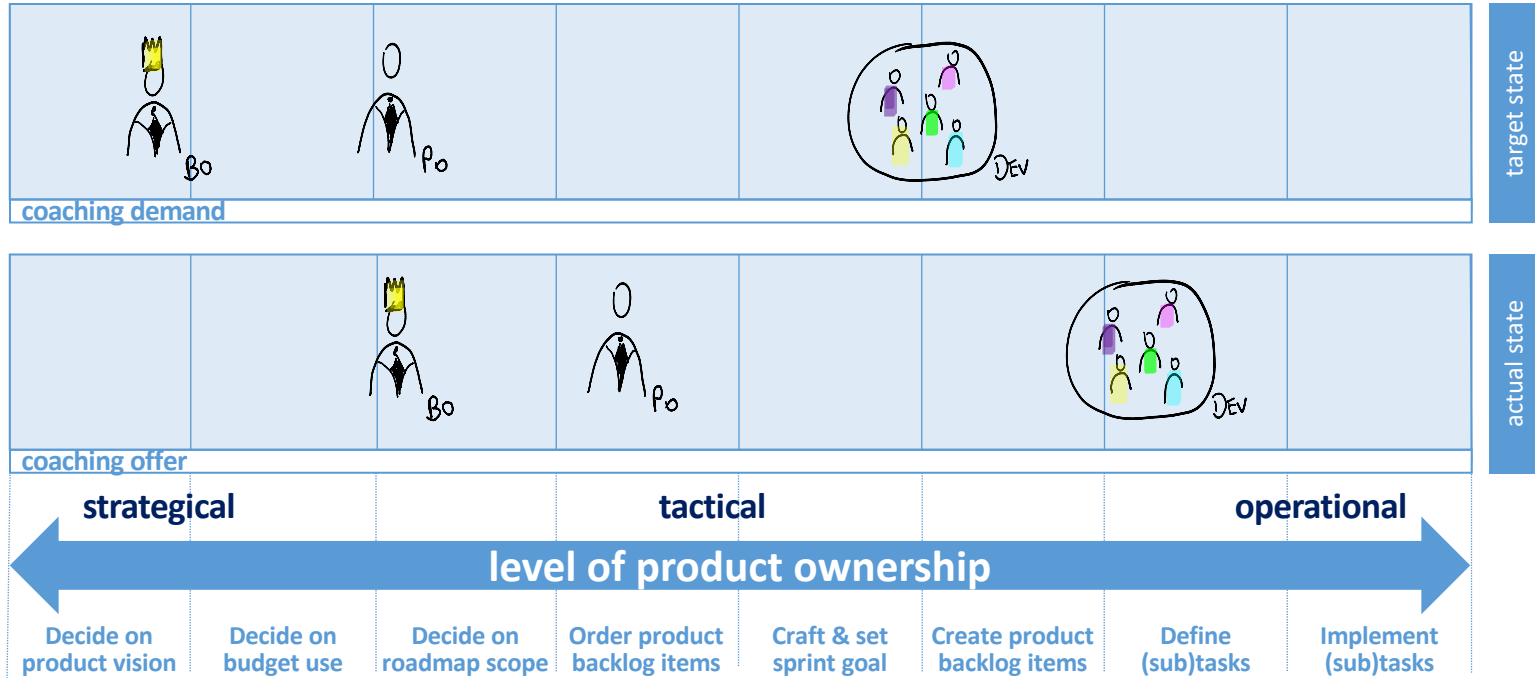 BO
PO
DEV
target state
coaching demand
BO
PO
DEV
actual state
coaching offer
strategical
tactical
operational
level of product ownership
Decide on
product vision
Decide on
budget use
Decide on
roadmap scope
Order product
backlog items
Craft & set
sprint goal
Create product
backlog items
Define
(sub)tasks
Implement
(sub)tasks